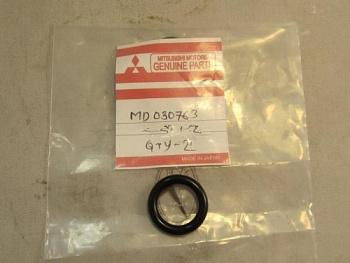 MITSUBISHI MOTORS
GENUINE PARTS
MD030763
QTY-2
MADE IN JAPAN